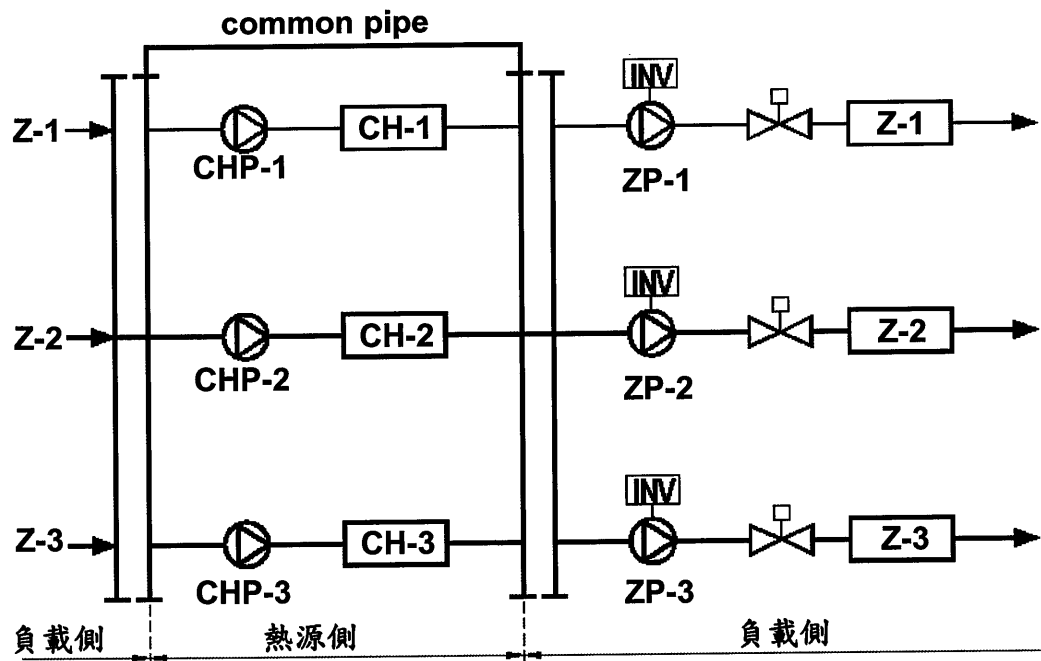 common pipe
INV
Z-1
CHP-1
CH-1
ZP-1
Z-1
INV
Z-2
CHP-2
CH-2
ZP-2
Z-2
INV
Z-3
CHP-3
CH-3
ZP-3
Z-3
負載側
熱源側
負載側